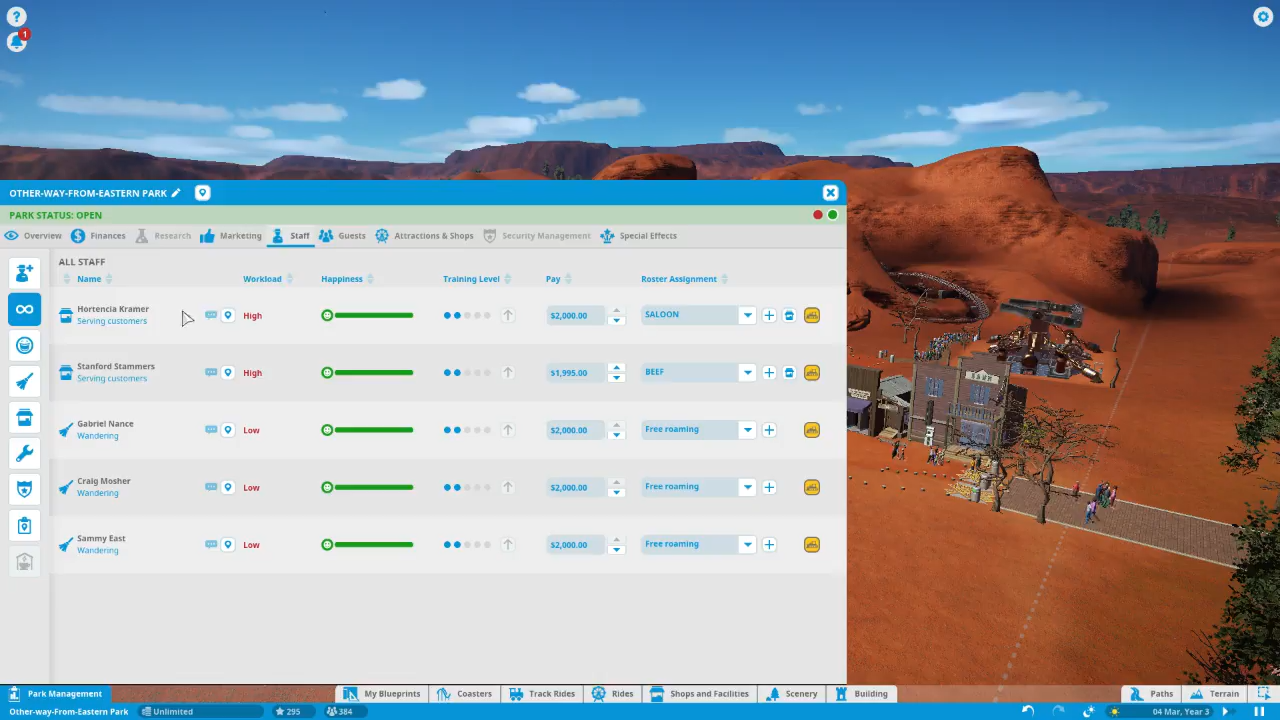 ?
1
OTHER-WAY-FROM-EASTERN PARK
PARK STATUS: OPEN
Overview Finances Research Marketing Staff Guests Attractions & Shops Security Management Special Effects
ALL STAFF
Name Workload Happiness Training Level Pay Roster Assignment
Hortencia Kramer
Serving customers
High $2,000.00 SALOON
Stanford Stammers
Serving customers
High $1,995.00 BEEF
Gabriel Nance
Wandering
Low $2,000.00 Free roaming
Craig Mosher
Wandering
Low $2,000.00 Free roaming
Sammy East
Wandering
Low $2,000.00 Free roaming
BANK
Park Management My Blueprints Coasters Track Rides Rides Shops and Facilities Scenery Building Paths Terrain
Other-Way-From-Eastern Park Unlimited 295 384 04 Mar, Year 3